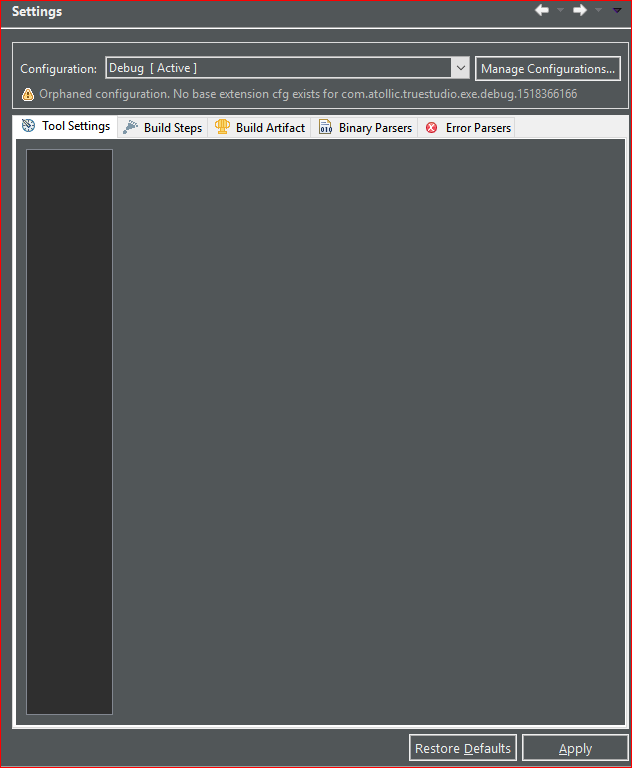 Settings
Configuration: Debug [ Active ] Manage Configurations...
Orphaned configuration. No base extension cfg exists for com.atollic.truestudio.exe.debug.1518366166
Tool Settings Build Steps Build Artifact Binary Parsers Error Parsers
Restore Defaults Apply